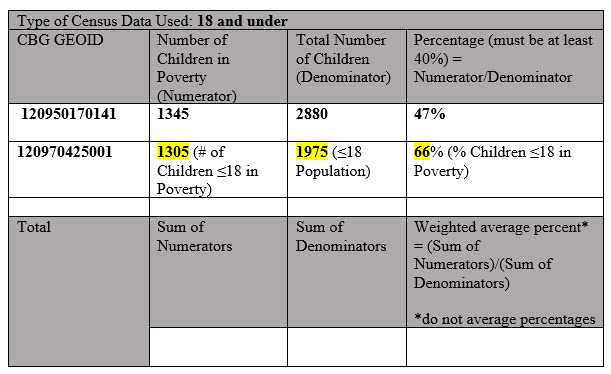 Type of Census Data Used: 18 and under
CBG GEOID
Number of
Children in
Poverty
(Numerator)
Total Number
of Children
(Denominator)
Percentage (must be at least
40%) =
Numerator/Denominator
120950170141
1345
2880
47%
120970425001
1305 (# of
Children ≤18 in
Poverty)
1975 (≤18
Population)
66% (% Children ≤18 in
Poverty)
Total
Sum of
Numerators
Sum of
Denominators
Weighted average percent*
= (Sum of
Numerators)/(Sum of
Denominators)
*do not average percentages